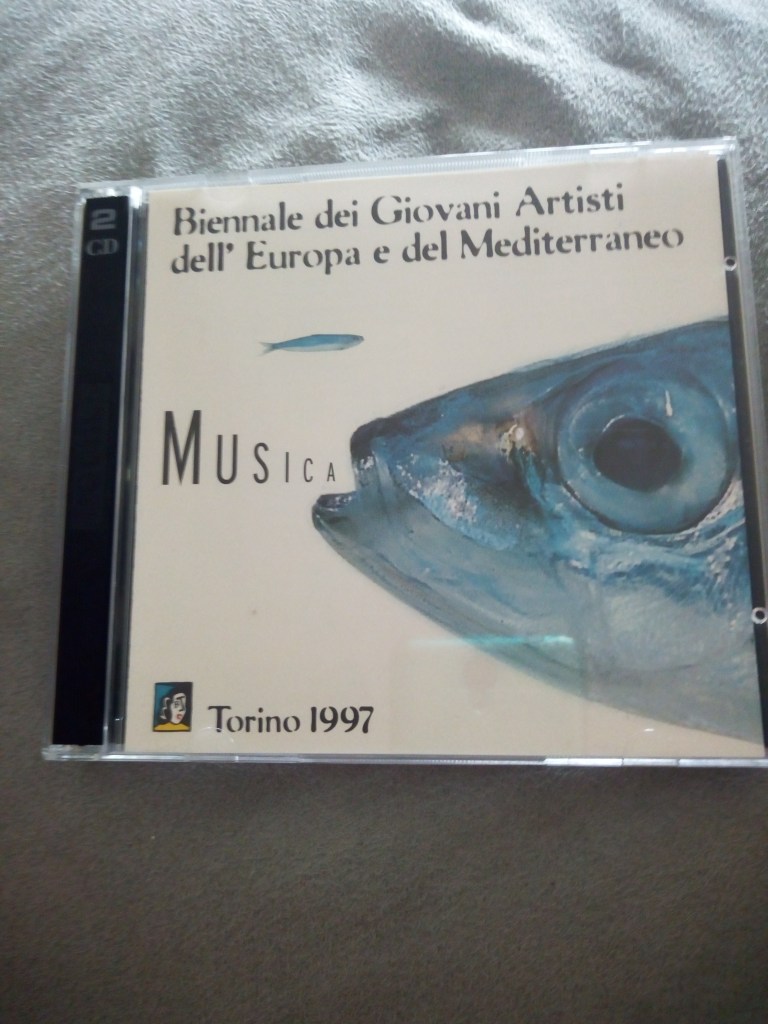 2
CD
Biennale dei Giovani Artisti
dell' Europa e del Mediterraneo
MUSICA
Torino 1997